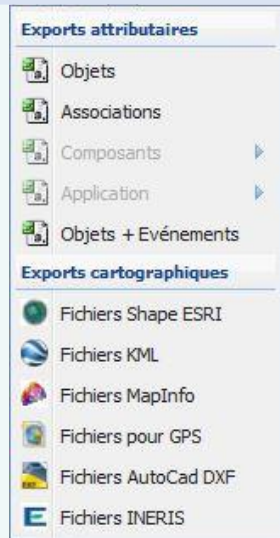 Exports attributaires
Objets
Associations
Composants
Application
Objets + Evénements
Exports cartographiques
Fichiers Shape ESRI
Fichiers KML
Fichiers MapInfo
Fichiers pour GPS
Fichiers AutoCad DXF
Fichiers INERIS